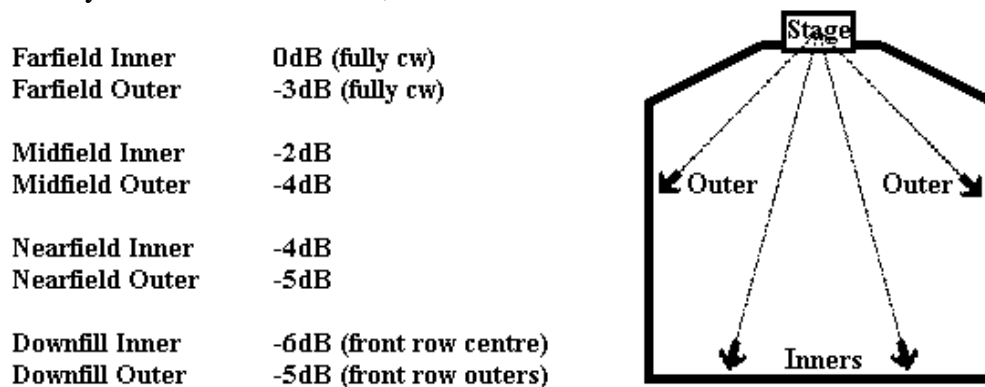 Farfield Inner 0dB (fully cw)
Farfield Outer -3dB (fully cw)
Midfield Inner -2dB
Midfield Outer -4dB
Nearfield Inner -4dB
Nearfield Outer -5dB
Downfill Inner -6dB (front row centre)
Downfill Outer -5dB (front row outers)
Stage
Outer Outer
Inners